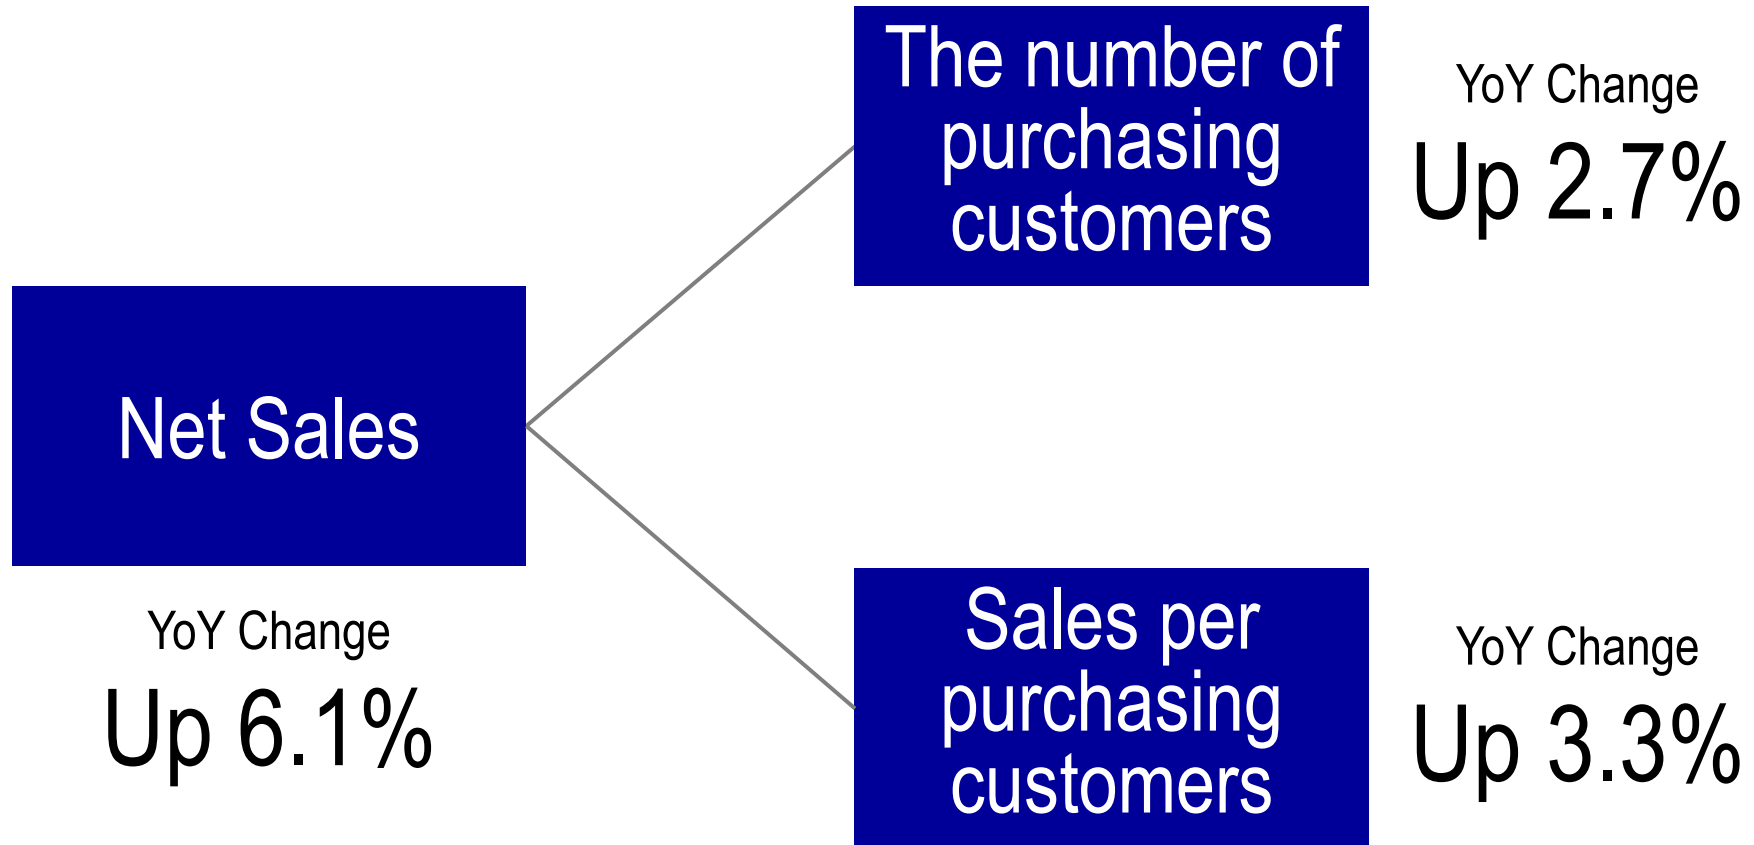 Net Sales
YoY Change
Up 6.1%
The number of
purchasing
customers
YoY Change
Up 2.7%
Sales per
purchasing
customers
YoY Change
Up 3.3%